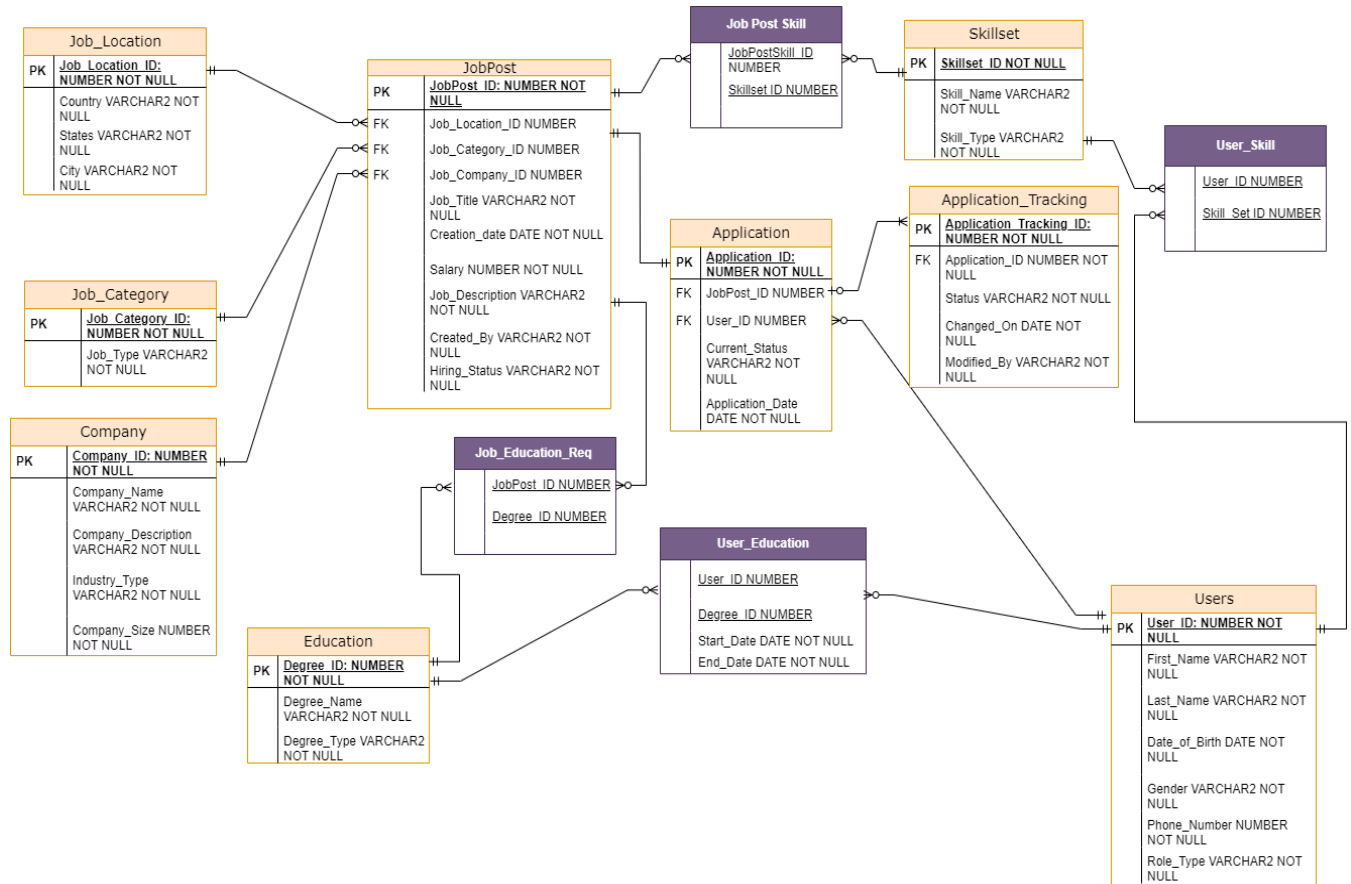 Job_Location
PK
Job_Location_ID:
NUMBER NOT NULL
Country VARCHAR2 NOT
NULL
States VARCHAR2 NOT
NULL
City VARCHAR2 NOT
NULL
Job_Category
PK
Job_Category_ID:
NUMBER NOT NULL
Job_Type VARCHAR2
NOT NULL
Company
PK
Company_ID: NUMBER
NOT NULL
Company_Name
VARCHAR2 NOT NULL
Company_Description
VARCHAR2 NOT NULL
Industry_Type
VARCHAR2 NOT NULL
Company_Size NUMBER
NOT NULL
JobPost
PK
JobPost_ID: NUMBER NOT
NULL
FK
Job_Location_ID NUMBER
FK
Job_Category_ID NUMBER
FK
Job_Company_ID NUMBER
Job_Title VARCHAR2 NOT
NULL
Creation_date DATE NOT NULL
Salary NUMBER NOT NULL
Job_Description VARCHAR2
NOT NULL
Created_By VARCHAR2 NOT
NULL
Hiring_Status VARCHAR2 NOT
NULL
Job Post Skill
JobPostSkill_ID
NUMBER
Skillset ID NUMBER
Skillset
PK
Skillset_ID NOT NULL
Skill_Name VARCHAR2
NOT NULL
Skill_Type VARCHAR2
NOT NULL
User_Skill
User_ID NUMBER
Skill_Set ID NUMBER
Application
PK
Application_ID:
NUMBER NOT NULL
FK
JobPost_ID NUMBER
FK
User_ID NUMBER
Current_Status
VARCHAR2 NOT
NULL
Application_Date
DATE NOT NULL
Application_Tracking
PK
Application_Tracking_ID:
NUMBER NOT NULL
FK
Application_ID NUMBER NOT
NULL
Status VARCHAR2 NOT NULL
Changed_On DATE NOT
NULL
Modified_By VARCHAR2 NOT
NULL
Job_Education_Req
JobPost_ID NUMBER
Degree_ID NUMBER
User_Education
User_ID NUMBER
Degree_ID NUMBER
Start_Date DATE NOT NULL
End_Date DATE NOT NULL
Education
PK
Degree_ID: NUMBER
NOT NULL
Degree_Name
VARCHAR2 NOT NULL
Degree_Type VARCHAR2
NOT NULL
Users
PK
User_ID: NUMBER NOT
NULL
First_Name VARCHAR2 NOT
NULL
Last_Name VARCHAR2 NOT
NULL
Date_of_Birth DATE NOT
NULL
Gender VARCHAR2 NOT
NULL
Phone_Number NUMBER
NOT NULL
Role_Type VARCHAR2 NOT
NULL